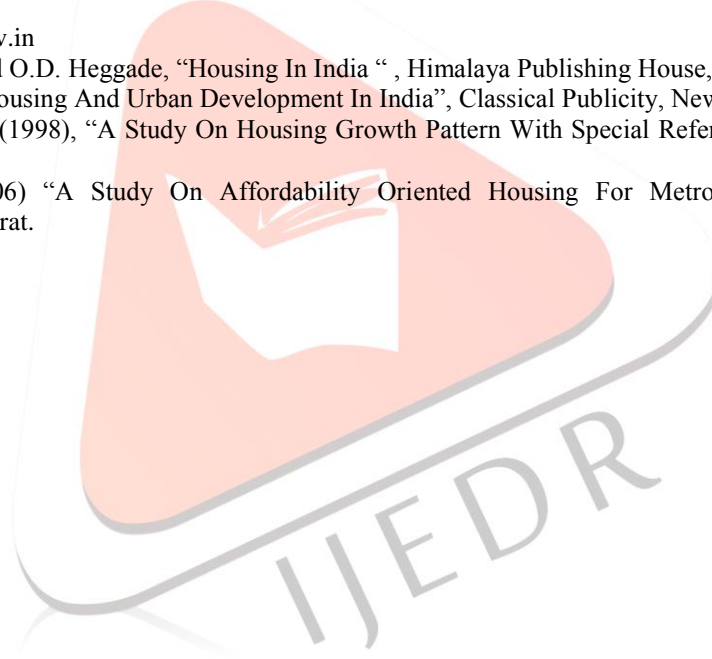 v.in
l O.D. Heggade, “Housing In India “ , Himalaya Publishing House,
ousing And Urban Development In India”, Classical Publicity, New
(1998), “A Study On Housing Growth Pattern With Special Refer
06) “A Study On Affordability Oriented Housing For Metro
rat.
IJEDR